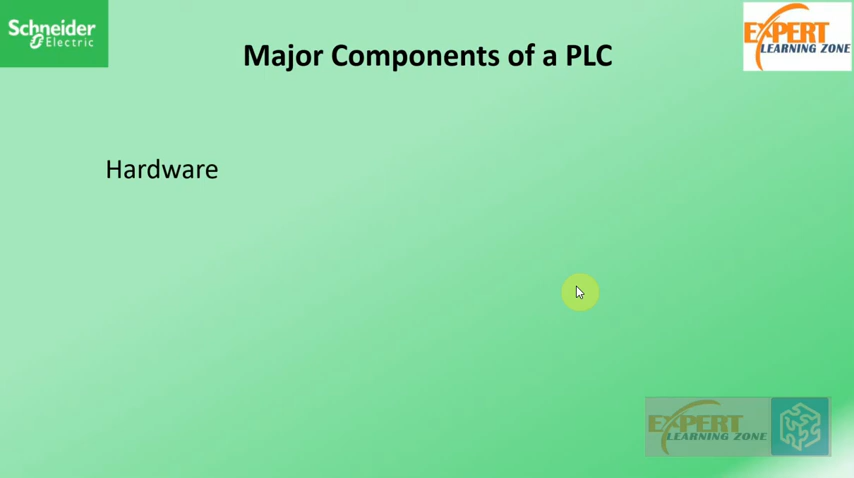 Schneider
Electric
EXPERT
LEARNING ZONE
Major Components of a PLC
Hardware
EXPERT
LEARNING ZONE